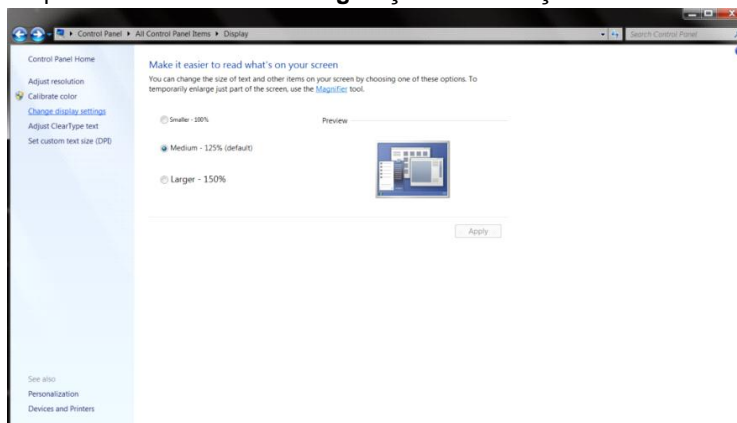 Control Panel ▸ All Control Panel Items ▸ Display
Search Control Panel
Control Panel Home
Adjust resolution
Calibrate color
Change display settings
Adjust ClearType text
Set custom text size (DPI)
See also
Personalization
Devices and Printers
Make it easier to read what's on your screen
You can change the size of text and other items on your screen by choosing one of these options. To
temporarily enlarge just part of the screen, use the Magnifier tool.
Smaller - 100%
Preview
Medium - 125% (default)
Larger - 150%
Apply